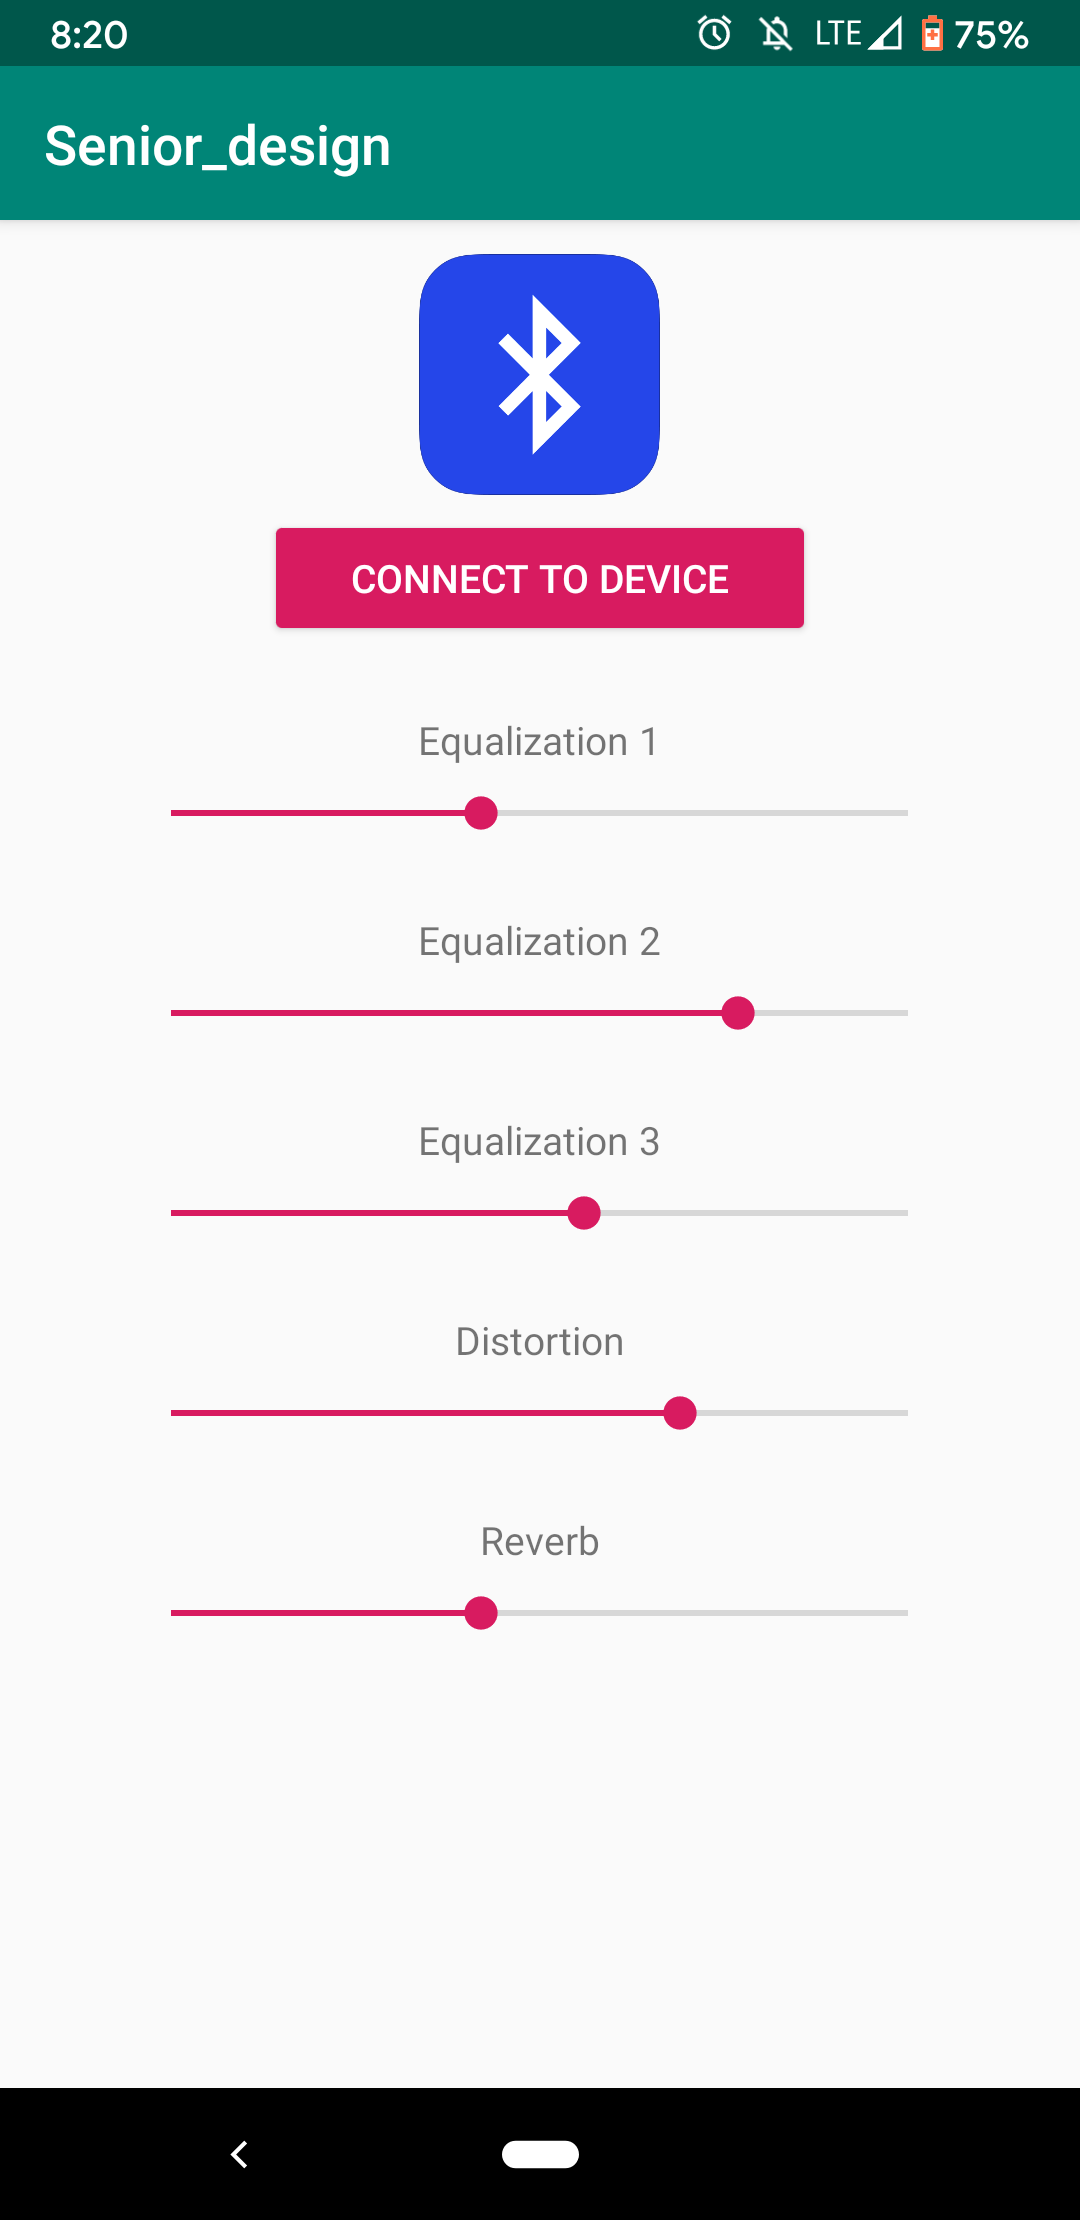 8:20 LTE 75%
Senior_design
CONNECT TO DEVICE
Equalization 1
Equalization 2
Equalization 3
Distortion
Reverb